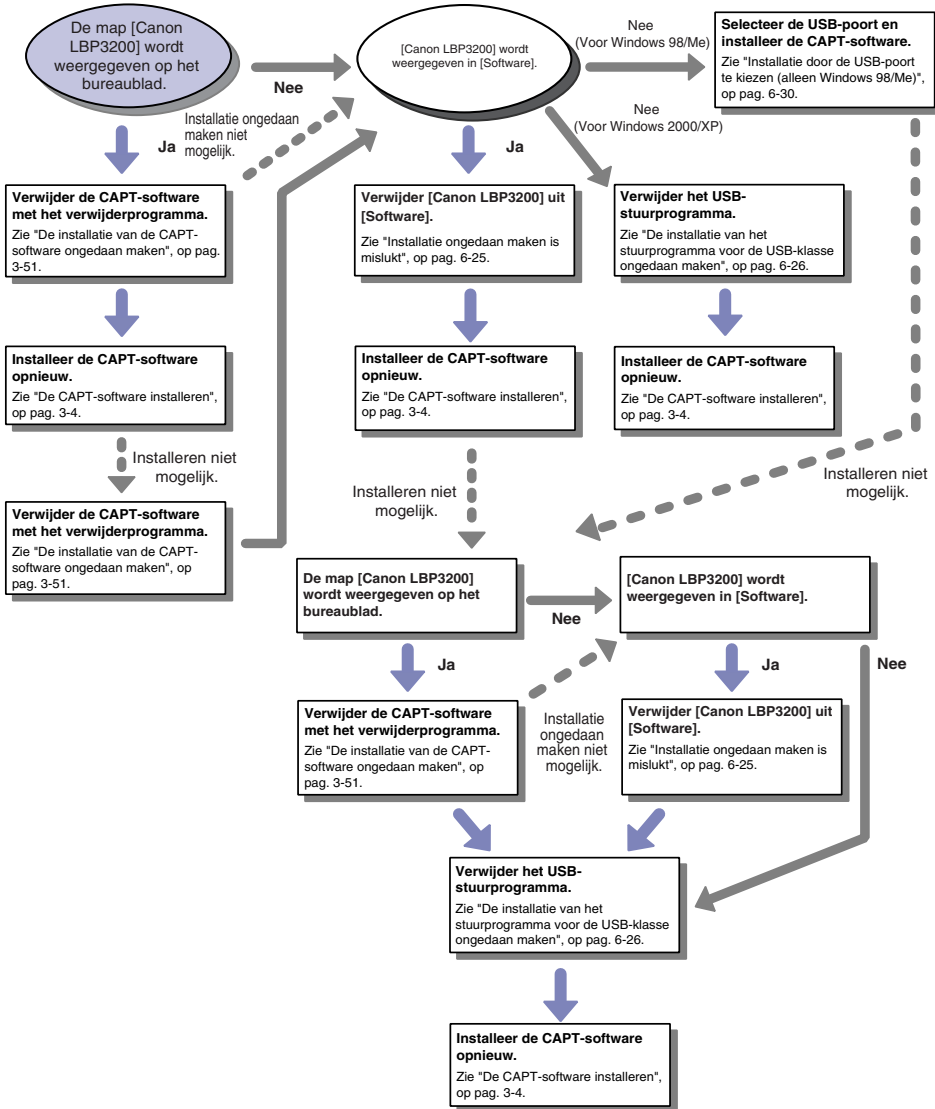 De map [Canon
LBP3200] wordt
weergegeven op het
bureaublad.
Nee
[Canon LBP3200] wordt
weergegeven in [Software].
Nee
(Voor Windows 98/Me)
Selecteer de USB-poort en
installeer de CAPT-software.
Zie "Installatie door de USB-poort
te kiezen (alleen Windows 98/Me)",
op pag. 6-30.
Ja
Installatie ongedaan
maken niet
mogelijk.
Ja
Nee
(Voor Windows 2000/XP)
Verwijder de CAPT-software
met het verwijderprogramma.
Zie "De installatie van de CAPT-
software ongedaan maken", op pag.
3-51.
Verwijder [Canon LBP3200] uit
[Software].
Zie "Installatie ongedaan maken is
mislukt", op pag. 6-25.
Verwijder het USB-
stuurprogramma.
Zie "De installatie van het
stuurprogramma voor de USB-klasse
ongedaan maken", op pag. 6-26.
Installeer de CAPT-software
opnieuw.
Zie "De CAPT-software installeren",
op pag. 3-4.
Installeer de CAPT-software
opnieuw.
Zie "De CAPT-software installeren",
op pag. 3-4.
Installeer de CAPT-software
opnieuw.
Zie "De CAPT-software installeren",
op pag. 3-4.
Installeren niet
mogelijk.
Installeren niet
mogelijk.
Installeren niet
mogelijk.
Verwijder de CAPT-software
met het verwijderprogramma.
Zie "De installatie van de CAPT-
software ongedaan maken", op
pag. 3-51.
De map [Canon LBP3200]
wordt weergegeven op het
bureaublad.
Nee
[Canon LBP3200] wordt
weergegeven in [Software].
Ja
Ja
Nee
Verwijder de CAPT-software
met het verwijderprogramma.
Zie "De installatie van de CAPT-
software ongedaan maken", op
pag. 3-51.
Installatie
ongedaan
maken niet
mogelijk.
Verwijder [Canon LBP3200] uit
[Software].
Zie "Installatie ongedaan maken is
mislukt", op pag. 6-25.
Verwijder het USB-
stuurprogramma.
Zie "De installatie van het
stuurprogramma voor de USB-klasse
ongedaan maken", op pag. 6-26.
Installeer de CAPT-software
opnieuw.
Zie "De CAPT-software installeren",
op pag. 3-4.